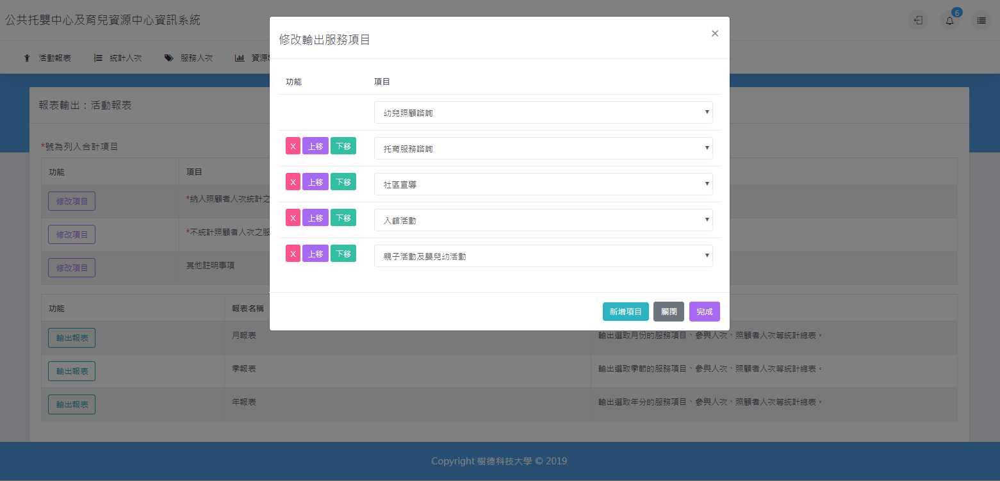 公共托嬰中心及育兒資源中心資訊系統
6
活動報表 統計人次 服務人次 資源
修改輸出服務項目
×
功能 項目
幼兒照顧諮詢
X 上移 下移 托育服務諮詢
X 上移 下移 社區宣導
X 上移 下移 入館活動
X 上移 下移 親子活動及嬰兒幼活動
新增項目 關閉 完成
報表輸出：活動報表
*號為列入合計項目
功能 項目
修改項目 *納入照顧者人次統計之
修改項目 *不統計照顧者人次之服
修改項目 其他註明事項
功能 報表名稱
輸出報表 月報表 輸出選取月份的服務項目、參與人次、照顧者人次等統計總表。
輸出報表 季報表 輸出選取季節的服務項目、參與人次、照顧者人次等統計總表。
輸出報表 年報表 輸出選取年分的服務項目、參與人次、照顧者人次等統計總表。
Copyright 樹德科技大學 © 2019